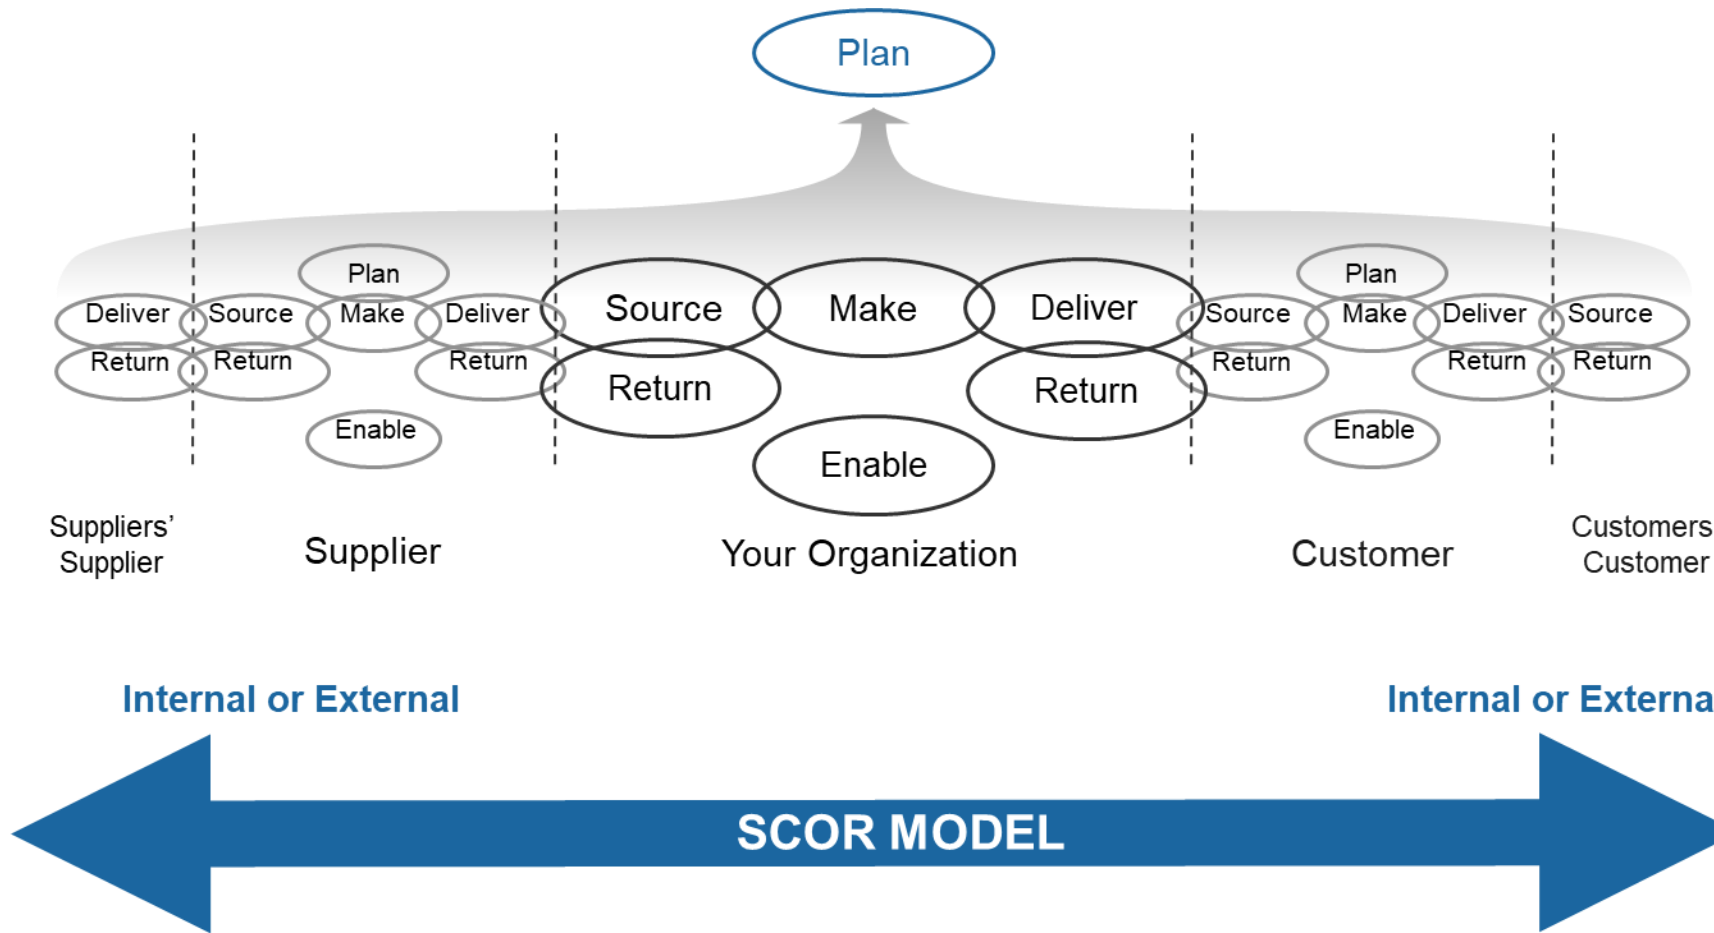 Plan
Plan
Plan
Deliver
Source
Make
Deliver
Source
Make
Deliver
Source
Make
Deliver
Source
Return
Return
Return
Return
Return
Return
Return
Return
Enable
Enable
Enable
Suppliers’
Supplier
Supplier
Your Organization
Customer
Customers
Customer
Internal or External
Internal or Externa
SCOR MODEL